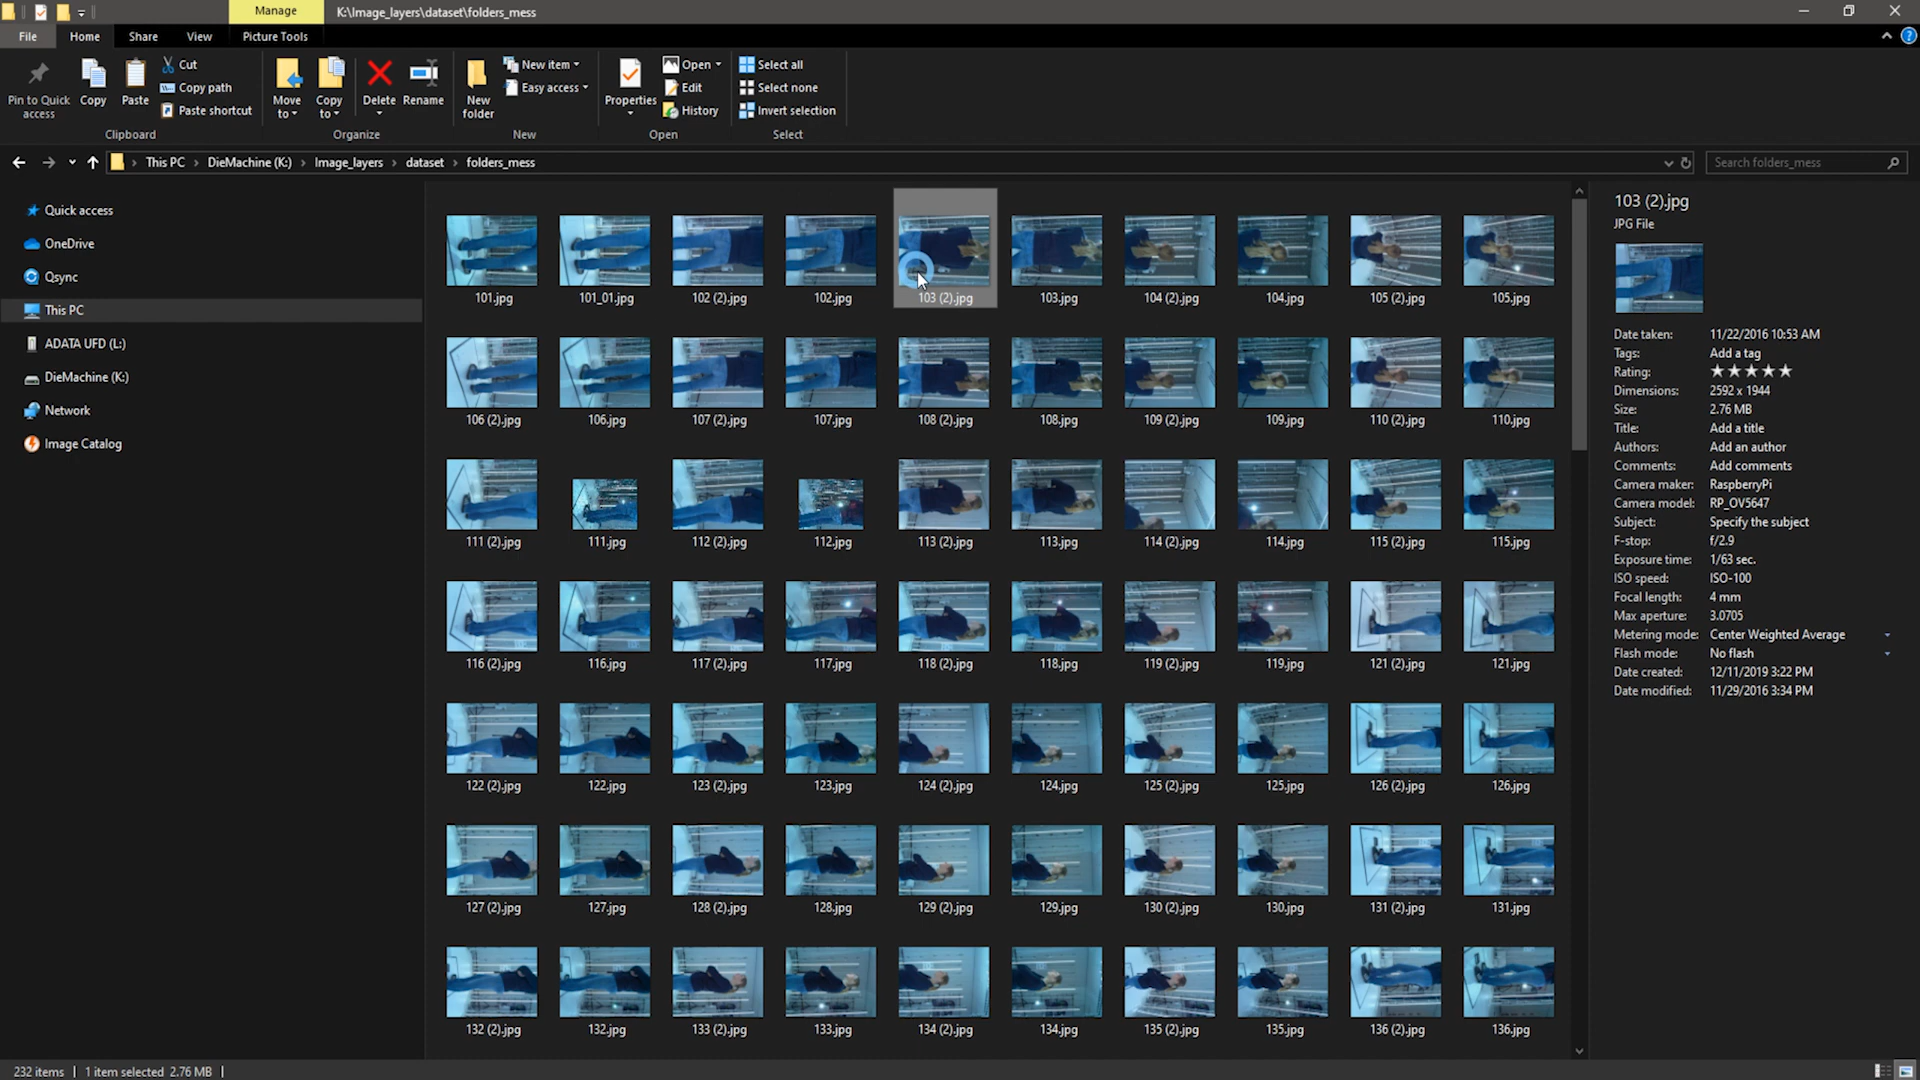 Manage
K:\Image_layers\dataset\folders_mess
File
Home
Share
View
Picture Tools
Pin to Quick access
Copy
Paste
Cut
Copy path
Paste shortcut
Clipboard
Move to
Copy to
Delete
Rename
Organize
New folder
New item
Easy access
New
Properties
Open
Edit
History
Open
Select all
Select none
Invert selection
Select
This PC
DieMachine (K:)
Image_layers
dataset
folders_mess
Search folders_mess
Quick access
OneDrive
Qsync
This PC
ADATA UFD (L:)
DieMachine (K:)
Network
Image Catalog
101.jpg
101_01.jpg
102 (2).jpg
102.jpg
103 (2).jpg
103.jpg
104 (2).jpg
104.jpg
105 (2).jpg
105.jpg
106 (2).jpg
106.jpg
107 (2).jpg
107.jpg
108 (2).jpg
108.jpg
109 (2).jpg
109.jpg
110 (2).jpg
110.jpg
111 (2).jpg
111.jpg
112 (2).jpg
112.jpg
113 (2).jpg
113.jpg
114 (2).jpg
114.jpg
115 (2).jpg
115.jpg
116 (2).jpg
116.jpg
117 (2).jpg
117.jpg
118 (2).jpg
118.jpg
119 (2).jpg
119.jpg
121 (2).jpg
121.jpg
122 (2).jpg
122.jpg
123 (2).jpg
123.jpg
124 (2).jpg
124.jpg
125 (2).jpg
125.jpg
126 (2).jpg
126.jpg
127 (2).jpg
127.jpg
128 (2).jpg
128.jpg
129 (2).jpg
129.jpg
130 (2).jpg
130.jpg
131 (2).jpg
131.jpg
132 (2).jpg
132.jpg
133 (2).jpg
133.jpg
134 (2).jpg
134.jpg
135 (2).jpg
135.jpg
136 (2).jpg
136.jpg
103 (2).jpg
JPG File
Date taken: 11/22/2016 10:53 AM
Tags: Add a tag
Rating:
Dimensions: 2592 x 1944
Size: 2.76 MB
Title: Add a title
Authors: Add an author
Comments: Add comments
Camera maker: RaspberryPi
Camera model: RP_OV5647
Subject: Specify the subject
F-stop: f/2.9
Exposure time: 1/63 sec.
ISO speed: ISO-100
Focal length: 4 mm
Max aperture: 3.0705
Metering mode: Center Weighted Average
Flash mode: No flash
Date created: 12/11/2019 3:22 PM
Date modified: 11/29/2016 3:34 PM
232 items
1 item selected 2.76 MB